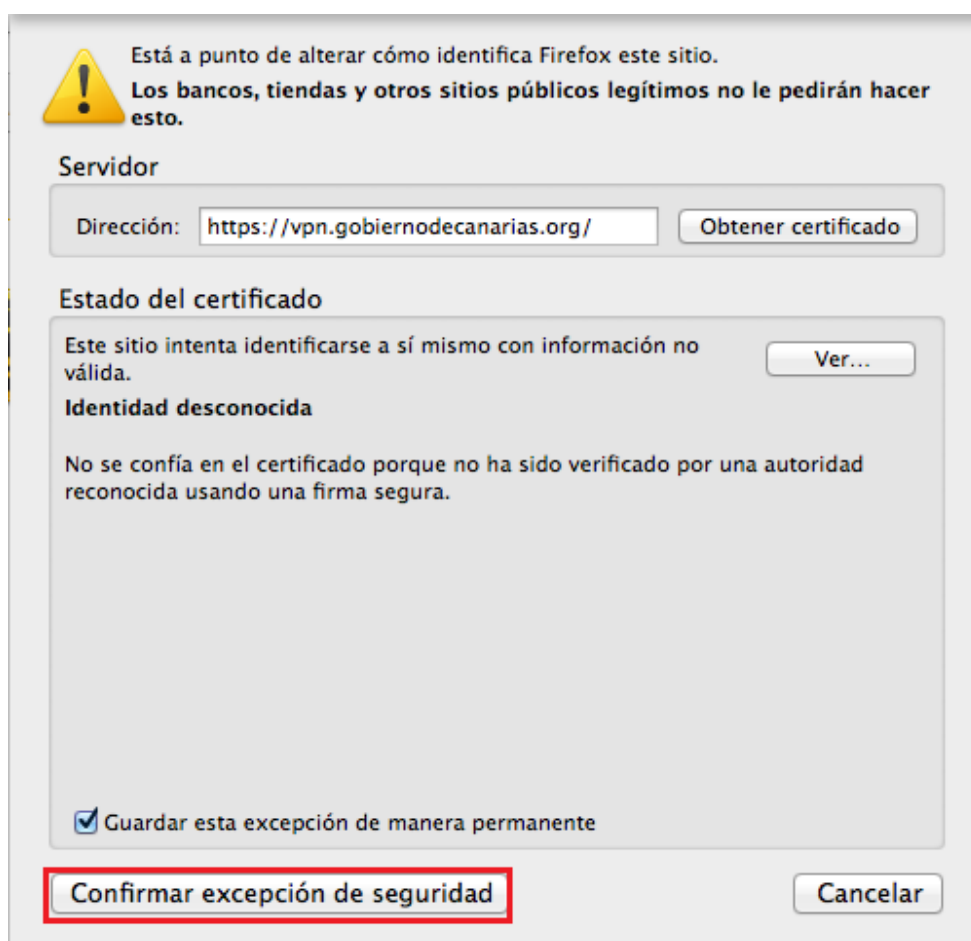 Está a punto de alterar cómo identifica Firefox este sitio.
Los bancos, tiendas y otros sitios públicos legítimos no le pedirán hacer
esto.
Servidor
Dirección: https://vpn.gobiernodecanarias.org/ Obtener certificado
Estado del certificado
Este sitio intenta identificarse a sí mismo con información no
válida.
Ver...
Identidad desconocida
No se confía en el certificado porque no ha sido verificado por una autoridad
reconocida usando una firma segura.
Guardar esta excepción de manera permanente
Confirmar excepción de seguridad Cancelar